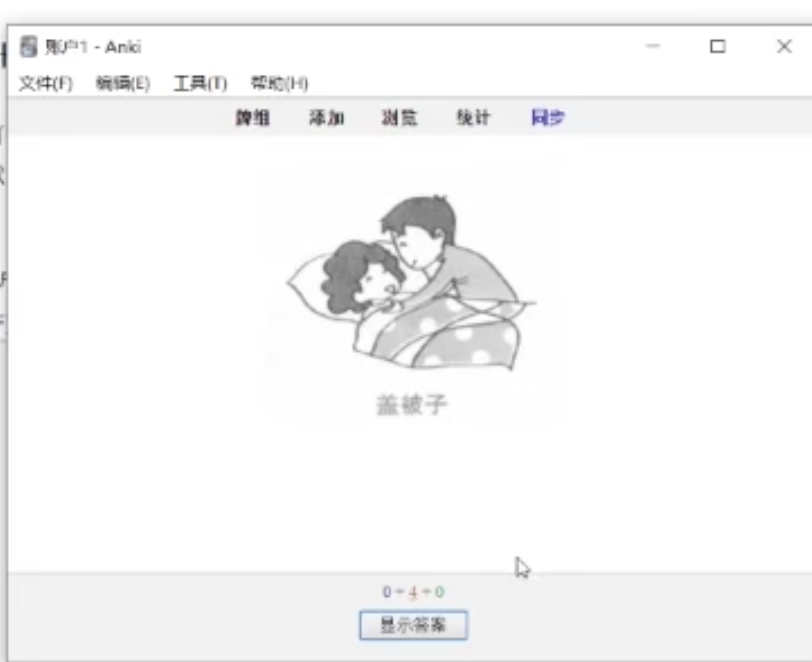 账户1 - Anki
文件(F) 编辑(E) 工具(T) 帮助(H)
牌组 添加 浏览 统计 同步
盖被子
0 + 4 + 0
显示答案